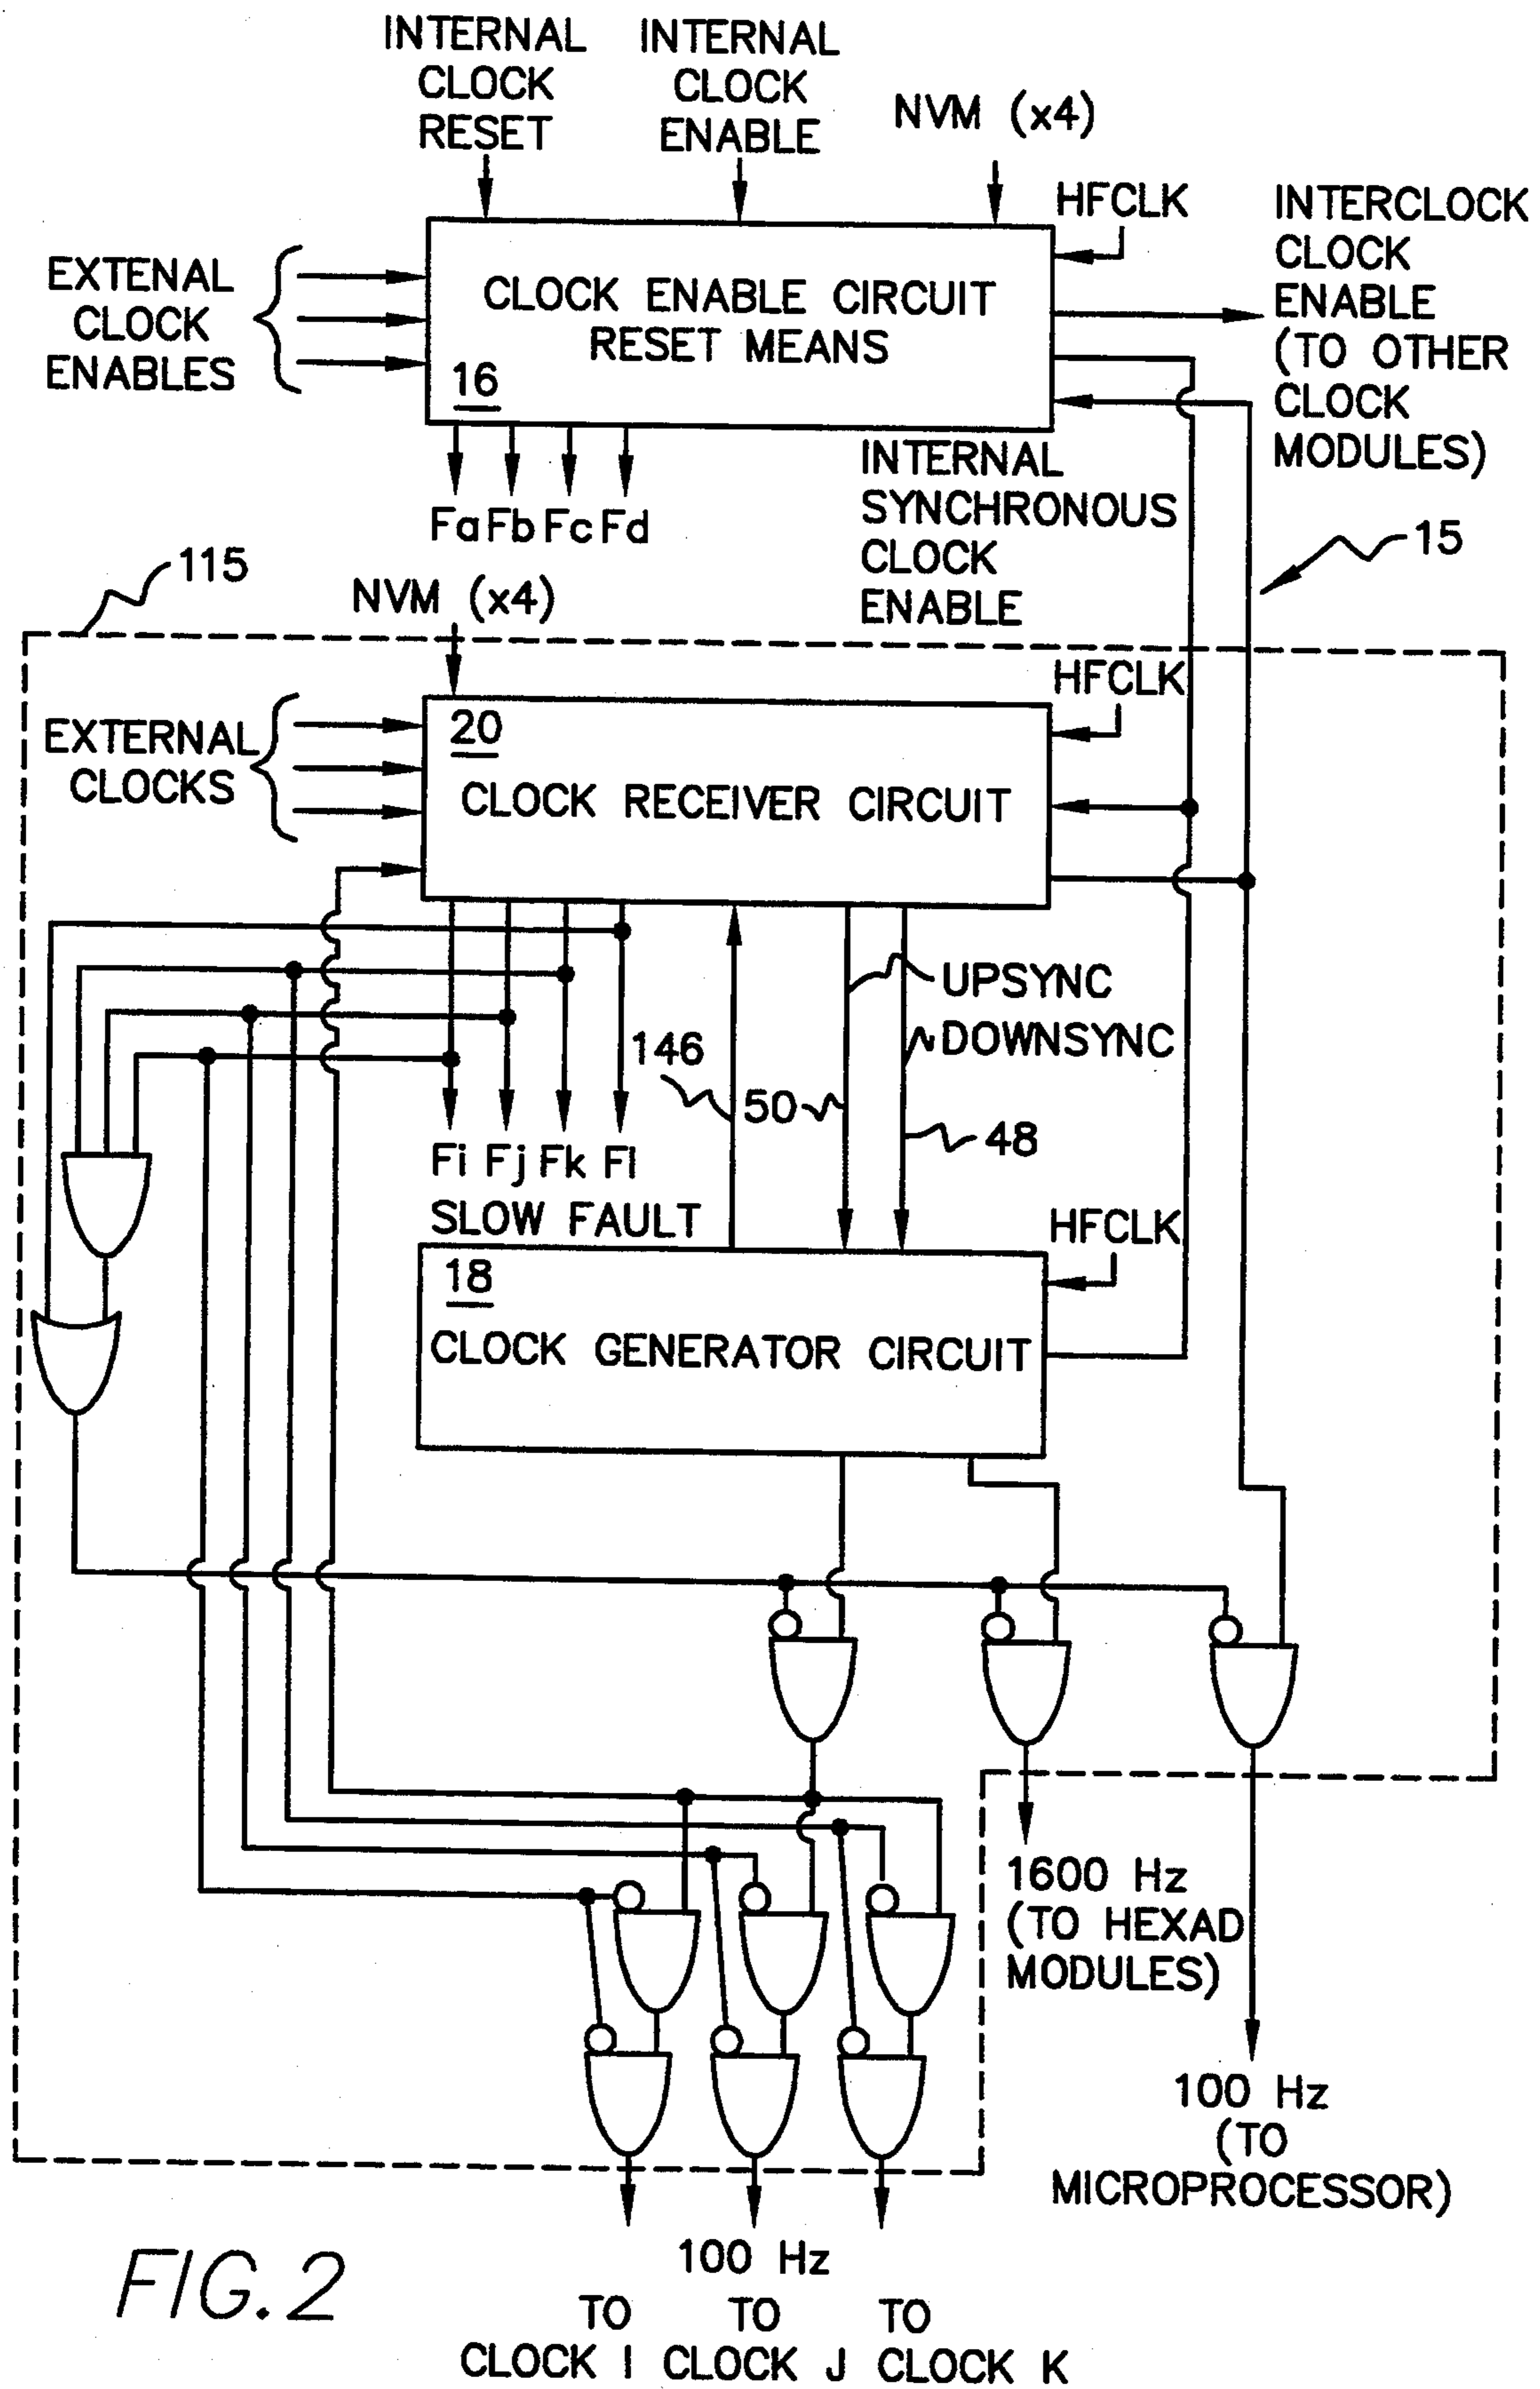 INTERNAL
CLOCK
RESET
INTERNAL
CLOCK
ENABLE
NVM (x4)
HFCLK
INTERCLOCK
CLOCK
ENABLE
(TO OTHER
CLOCK
MODULES)
EXTENAL
CLOCK
ENABLES
CLOCK ENABLE CIRCUIT
RESET MEANS
16
Fa Fb Fc Fd
INTERNAL
SYNCHRONOUS
CLOCK
ENABLE
15
115
NVM (x4)
HFCLK
EXTERNAL
CLOCKS
20
CLOCK RECEIVER CIRCUIT
UPSYNC
DOWNSYNC
146
50
48
Fi Fj Fk Fl
SLOW FAULT
HFCLK
18
CLOCK GENERATOR CIRCUIT
1600 Hz
(TO HEXAD
MODULES)
100 Hz
(TO
MICROPROCESSOR)
100 Hz
TO TO TO
CLOCK I CLOCK J CLOCK K
FIG.2